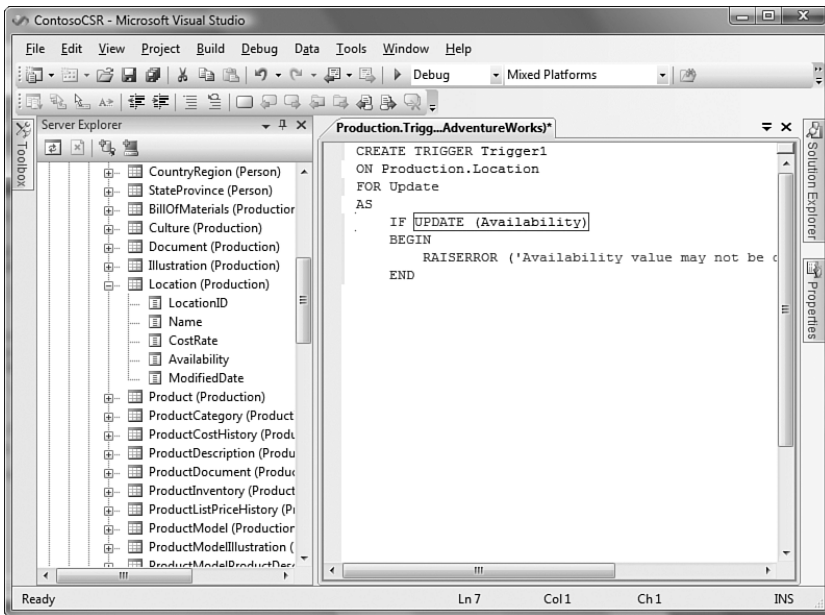 ContosoCSR - Microsoft Visual Studio
File Edit View Project Build Debug Data Tools Window Help
Debug Mixed Platforms
Toolbox
Server Explorer
CountryRegion (Person)
StateProvince (Person)
BillOfMaterials (Production
Culture (Production)
Document (Production)
Illustration (Production)
Location (Production)
LocationID
Name
CostRate
Availability
ModifiedDate
Product (Production)
ProductCategory (Product
ProductCostHistory (Produ
ProductDescription (Produ
ProductDocument (Produc
ProductInventory (Product
ProductListPriceHistory (Pr
ProductModel (Production
ProductModelIllustration (
ProductModelProductDesc
Production.Trigg...AdventureWorks)*
CREATE TRIGGER Trigger1
ON Production.Location
FOR Update
AS
IF UPDATE (Availability)
BEGIN
RAISERROR ('Availability value may not be
END
Solution Explorer
Properties
Ready Ln 7 Col 1 Ch 1 INS